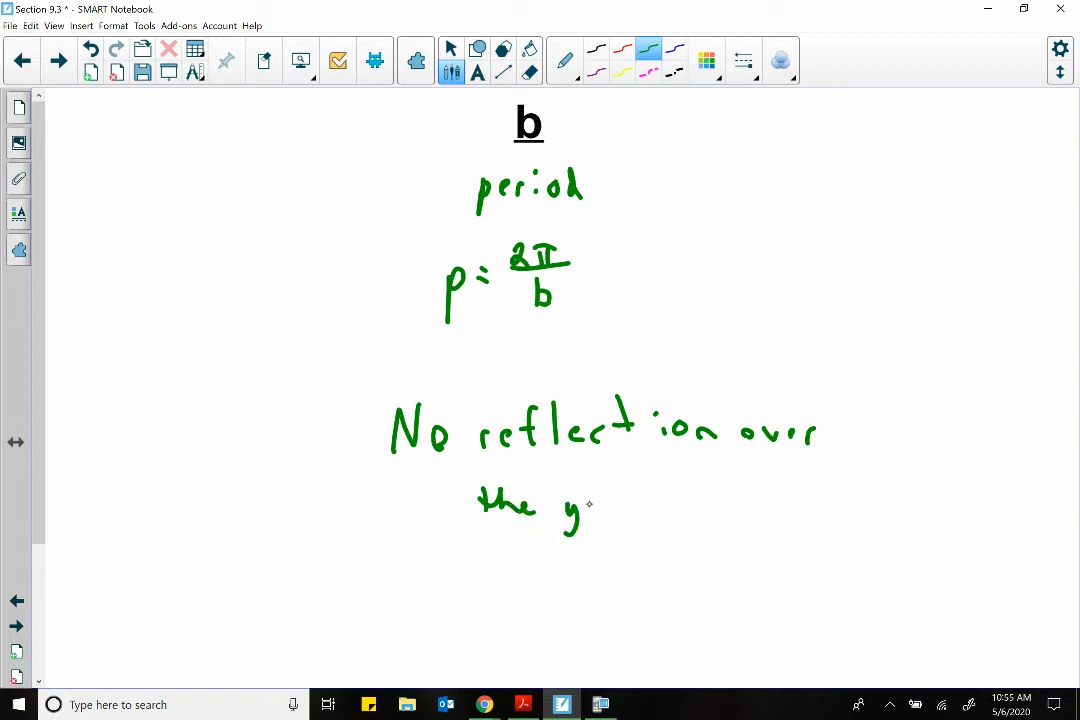 Section 9.3 * - SMART Notebook
File Edit View Insert Format Tools Add-ons Account Help
b
period
p = 2π
b
No reflection over
the y
Type here to search
10:55 AM
5/6/2020